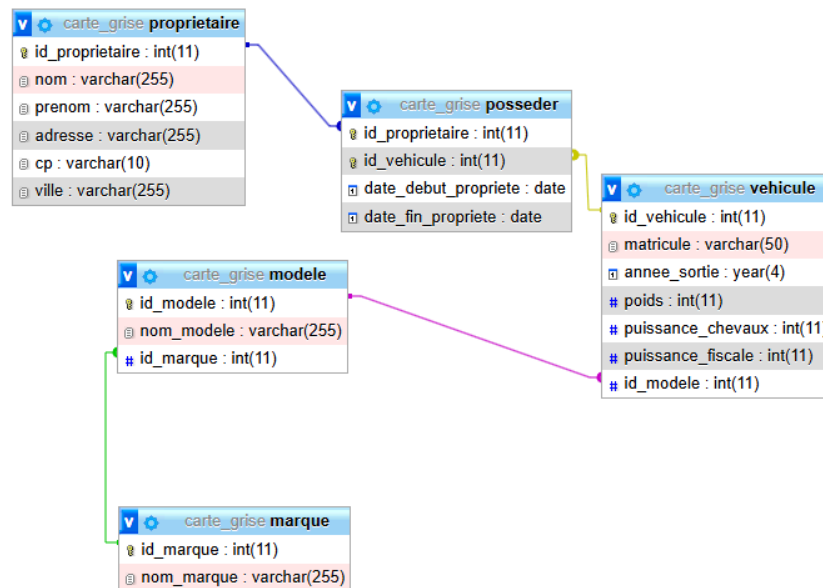 v carte_grise proprietaire
id_proprietaire : int(11)
nom : varchar(255)
prenom : varchar(255)
adresse : varchar(255)
cp : varchar(10)
ville : varchar(255)
v carte_grise posseder
id_proprietaire : int(11)
id_vehicule : int(11)
date_debut_propriete : date
date_fin_propriete : date
v carte_grise vehicule
id_vehicule : int(11)
matricule : varchar(50)
annee_sortie : year(4)
# poids : int(11)
# puissance_chevaux : int(11)
# puissance_fiscale : int(11)
# id_modele : int(11)
v carte_grise modele
id_modele : int(11)
nom_modele : varchar(255)
# id_marque : int(11)
v carte_grise marque
id_marque : int(11)
nom_marque : varchar(255)